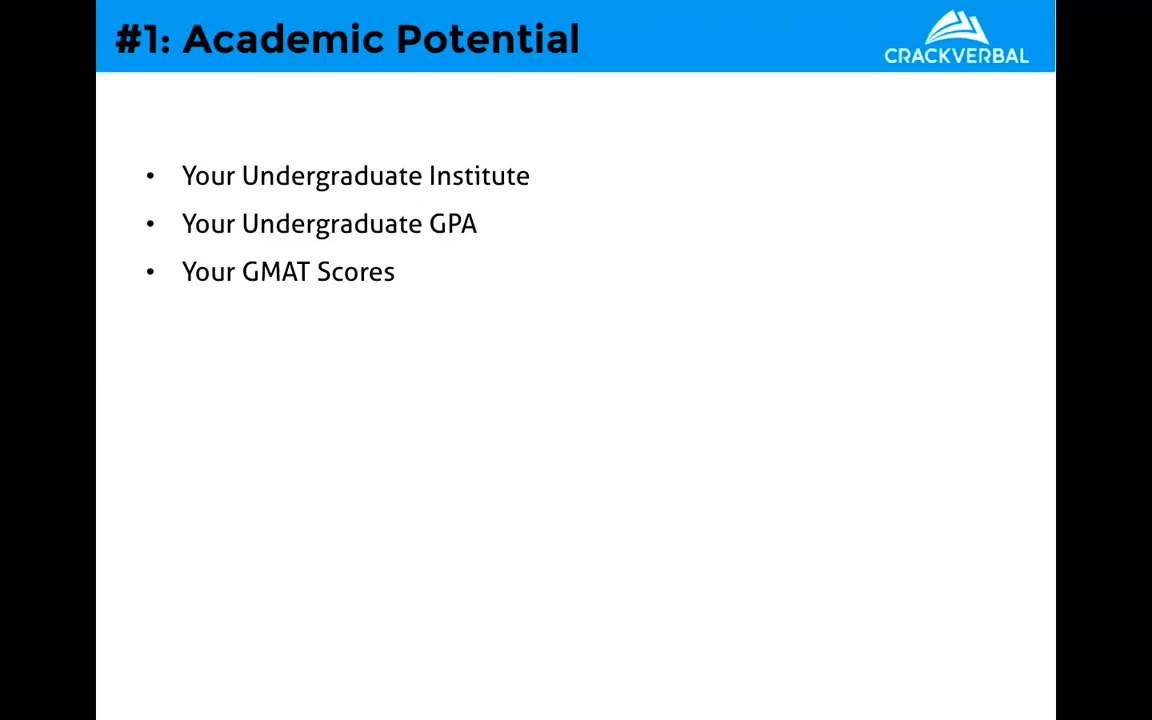 #1: Academic Potential
CRACKVERBAL
• Your Undergraduate Institute
• Your Undergraduate GPA
• Your GMAT Scores